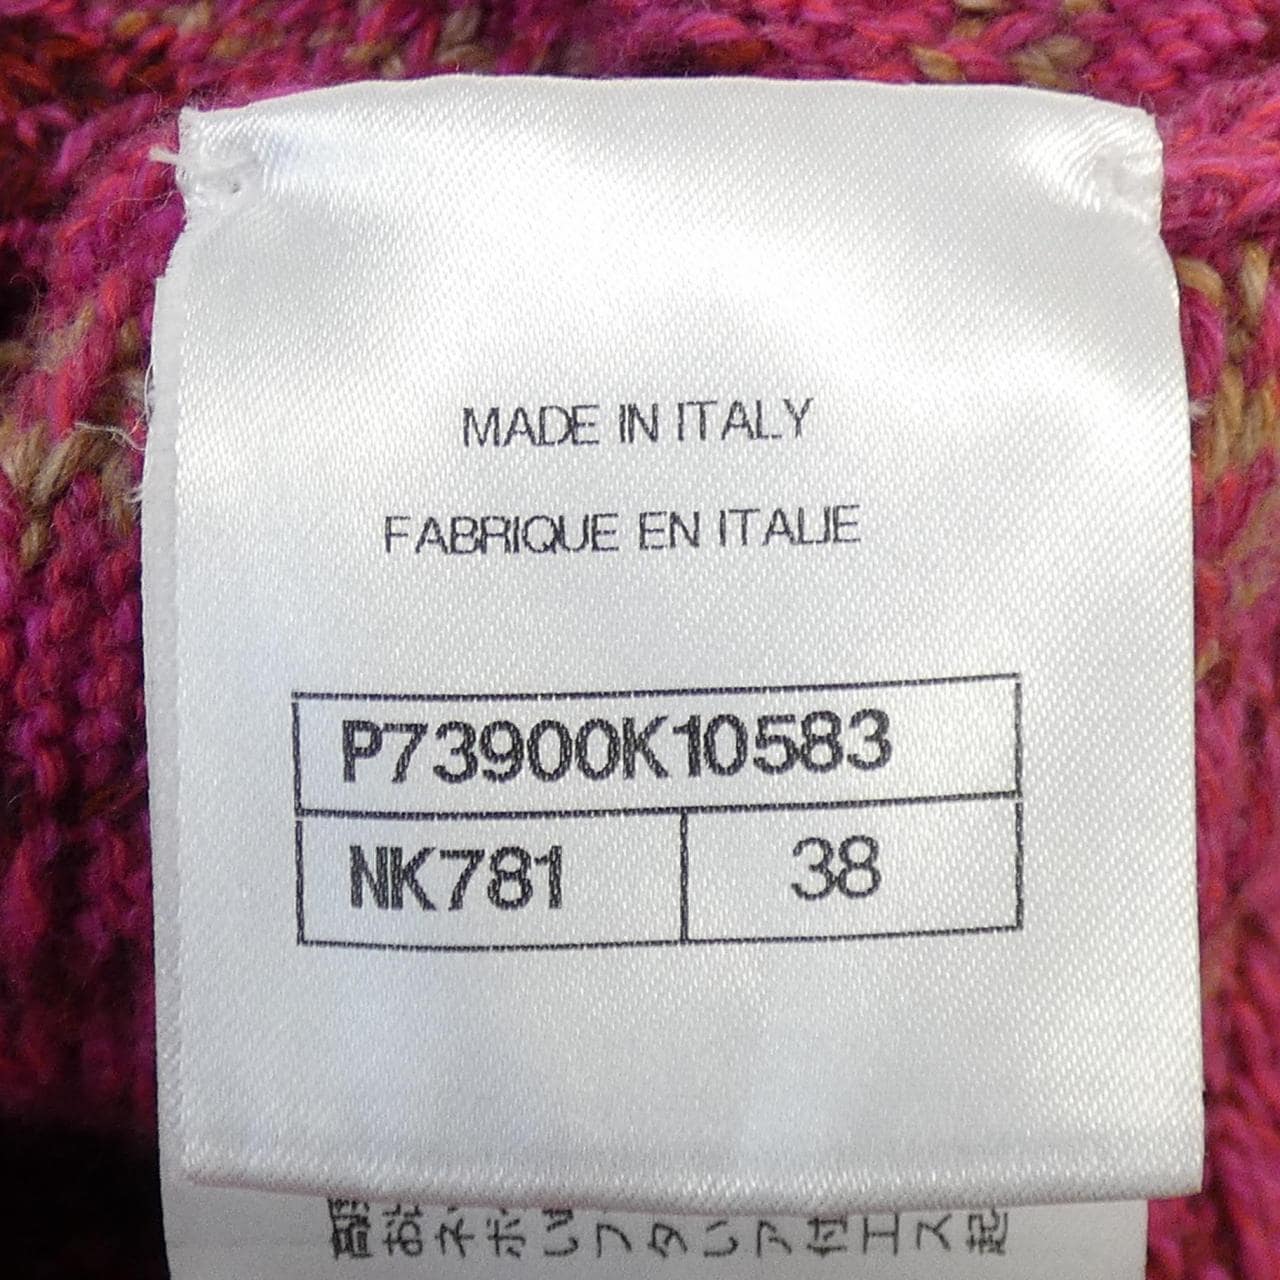 MADE IN ITALY
FABRIQUE EN ITALIE
P73900K10583
NK781 38